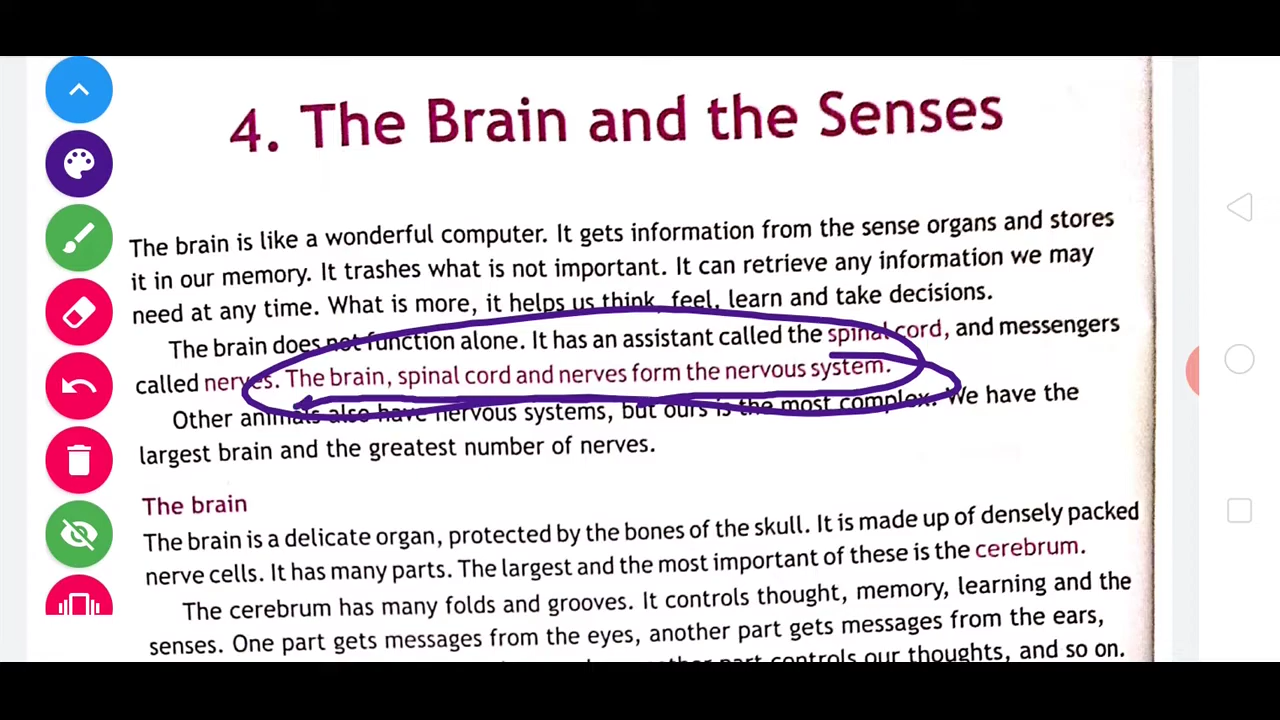 4. The Brain and the Senses
The brain is like a wonderful computer. It gets information from the sense organs and stores
it in our memory. It trashes what is not important. It can retrieve any information we may
need at any time. What is more, it helps us think, feel, learn and take decisions.
The brain does not function alone. It has an assistant called the spinal cord, and messengers
called nerves. The brain, spinal cord and nerves form the nervous system.
Other animals also have nervous systems, but ours is the most complex. We have the
largest brain and the greatest number of nerves.
The brain
The brain is a delicate organ, protected by the bones of the skull. It is made up of densely packed
nerve cells. It has many parts. The largest and the most important of these is the cerebrum.
The cerebrum has many folds and grooves. It controls thought, memory, learning and the
senses. One part gets messages from the eyes, another part gets messages from the ears,
part controls our thoughts, and so on.